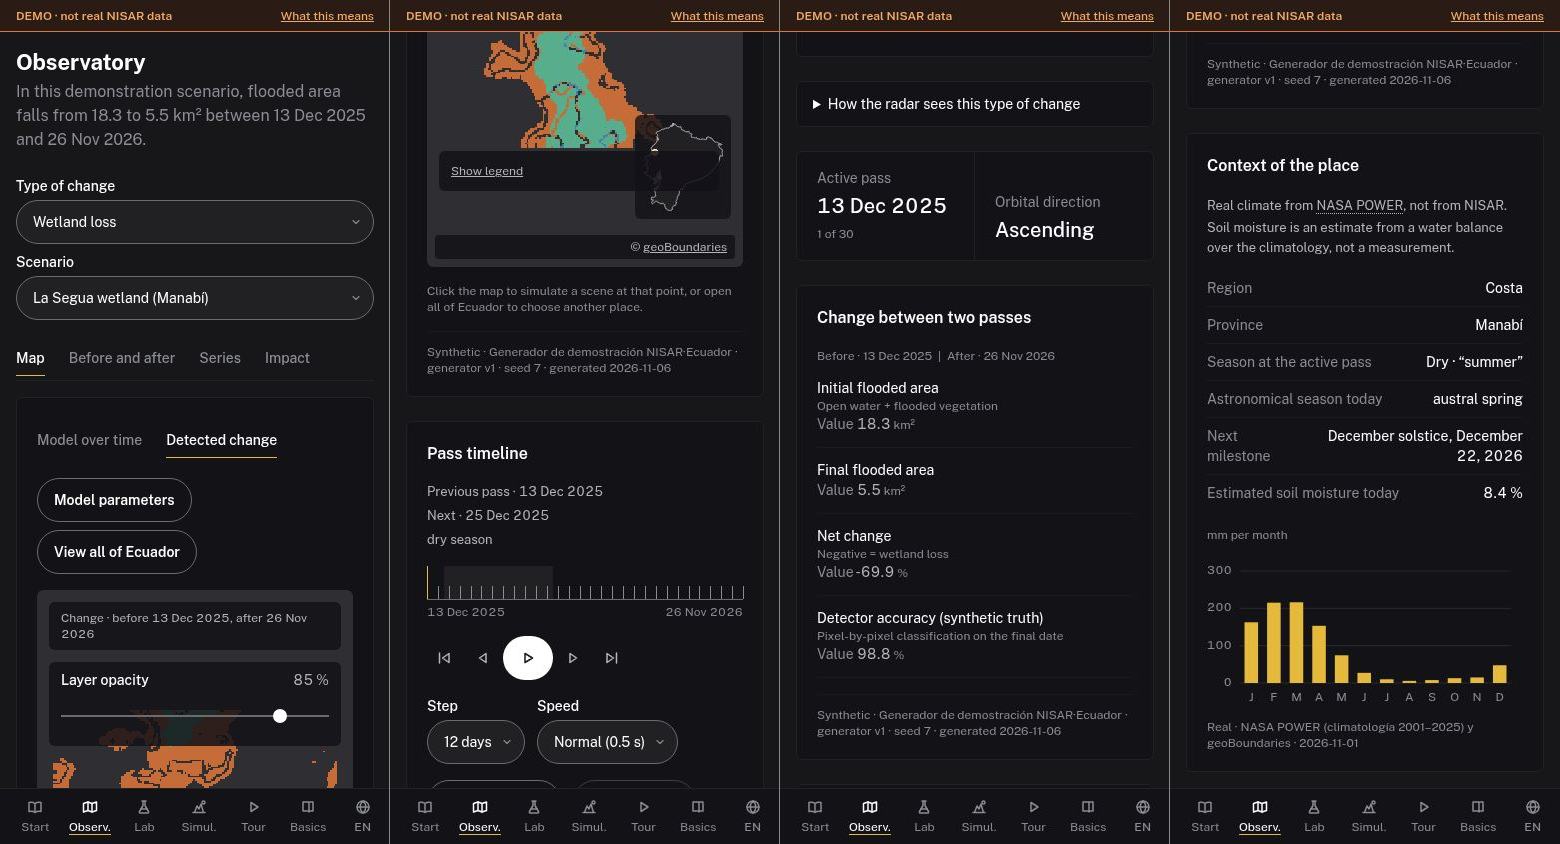 DEMO · not real NISAR data
What this means
Observatory
In this demonstration scenario, flooded area
falls from 18.3 to 5.5 km² between 13 Dec 2025
and 26 Nov 2026.
Type of change
Wetland loss
Scenario
La Segua wetland (Manabí)
Map
Before and after
Series
Impact
Model over time
Detected change
Model parameters
View all of Ecuador
Change · before 13 Dec 2025, after 26 Nov
2026
Layer opacity
85 %
Start
Observ.
Lab
Simul.
Tour
Basics
EN
DEMO · not real NISAR data
What this means
Show legend
© geoBoundaries
Click the map to simulate a scene at that point, or open
all of Ecuador to choose another place.
Synthetic · Generador de demostración NISAR·Ecuador ·
generator v1 · seed 7 · generated 2026-11-06
Pass timeline
Previous pass · 13 Dec 2025
Next · 25 Dec 2025
dry season
13 Dec 2025
26 Nov 2026
Step
Speed
12 days
Normal (0.5 s)
Start
Observ.
Lab
Simul.
Tour
Basics
EN
DEMO · not real NISAR data
What this means
How the radar sees this type of change
Active pass
13 Dec 2025
1 of 30
Orbital direction
Ascending
Change between two passes
Before · 13 Dec 2025 | After · 26 Nov 2026
Initial flooded area
Open water + flooded vegetation
Value 18.3 km²
Final flooded area
Value 5.5 km²
Net change
Negative = wetland loss
Value -69.9 %
Detector accuracy (synthetic truth)
Pixel-by-pixel classification on the final date
Value 98.8 %
Synthetic · Generador de demostración NISAR·Ecuador ·
generator v1 · seed 7 · generated 2026-11-06
Start
Observ.
Lab
Simul.
Tour
Basics
EN
DEMO · not real NISAR data
What this means
Synthetic · Generador de demostración NISAR·Ecuador ·
generator v1 · seed 7 · generated 2026-11-06
Context of the place
Real climate from NASA POWER, not from NISAR.
Soil moisture is an estimate from a water balance
over the climatology, not a measurement.
Region
Costa
Province
Manabí
Season at the active pass
Dry · “summer”
Astronomical season today
austral spring
Next
milestone
December solstice, December
22, 2026
Estimated soil moisture today
8.4 %
mm per month
300
200
100
0
J F M A M J J A S O N D
Real · NASA POWER (climatología 2001–2025) y
geoBoundaries · 2026-11-01
Start
Observ.
Lab
Simul.
Tour
Basics
EN